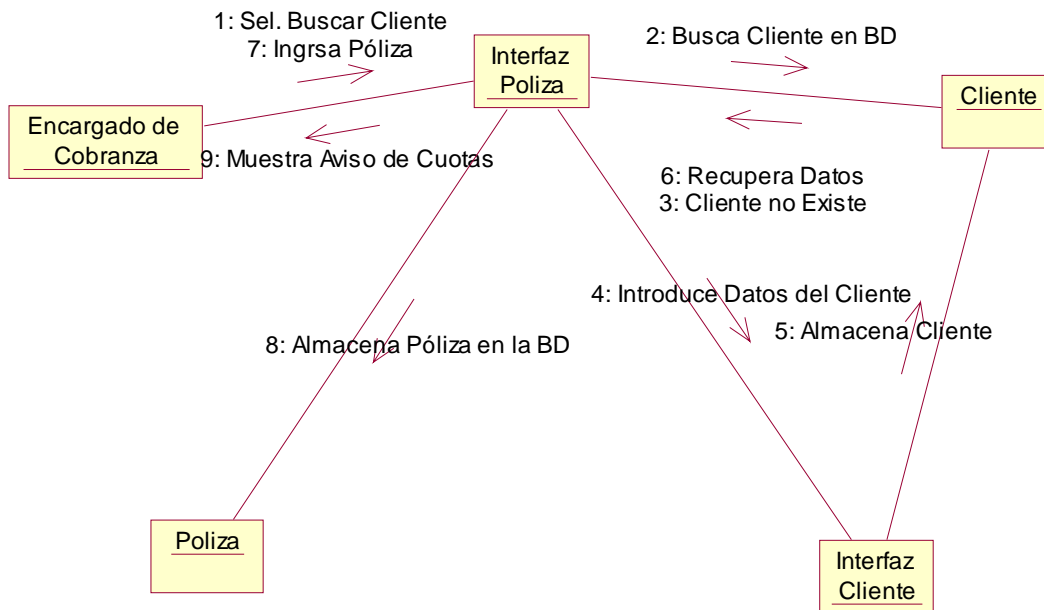 1: Sel. Buscar Cliente
7: Ingrsa Póliza
2: Busca Cliente en BD
Interfaz
Poliza
Cliente
Encargado de
Cobranza
9: Muestra Aviso de Cuotas
6: Recupera Datos
3: Cliente no Existe
4: Introduce Datos del Cliente
5: Almacena Cliente
8: Almacena Póliza en la BD
Poliza
Interfaz
Cliente